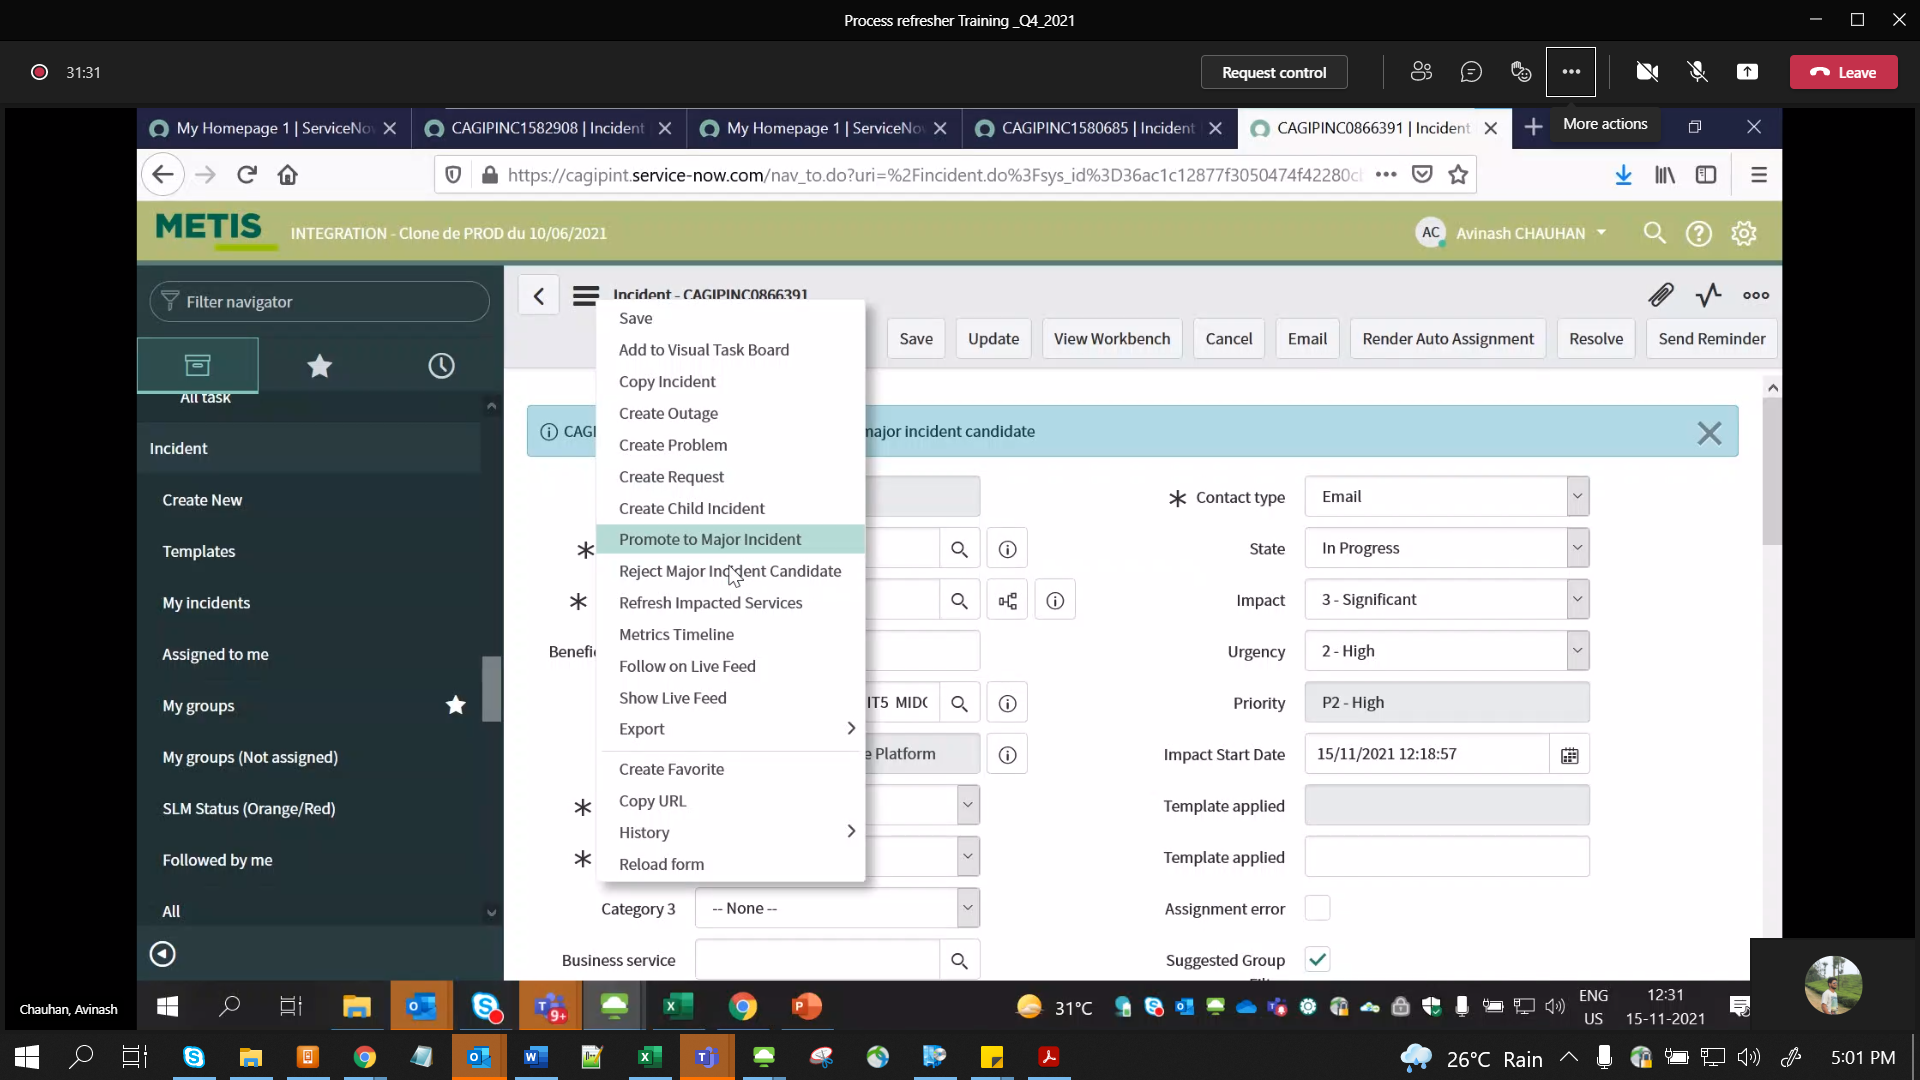 Process refresher Training _Q4_2021
31:31
Request control
Leave
More actions
My Homepage 1 | ServiceNo
CAGIPINC1582908 | Incident
My Homepage 1 | ServiceNo
CAGIPINC1580685 | Incident
CAGIPINC0866391 | Incident
https://cagipint.service-now.com/nav_to.do?uri=%2Fincident.do%3Fsys_id%3D36ac1c12877f3050474f42280c
METIS
INTEGRATION - Clone de PROD du 10/06/2021
AC
Avinash CHAUHAN
Filter navigator
All task
Incident
Create New
Templates
My incidents
Assigned to me
My groups
My groups (Not assigned)
SLM Status (Orange/Red)
Followed by me
All
Incident - CAGIPINC0866391
Save
Update
View Workbench
Cancel
Email
Render Auto Assignment
Resolve
Send Reminder
CAGI
major incident candidate
Save
Add to Visual Task Board
Copy Incident
Create Outage
Create Problem
Create Request
Create Child Incident
Promote to Major Incident
Reject Major Incident Candidate
Refresh Impacted Services
Metrics Timeline
Follow on Live Feed
Show Live Feed
Export
Create Favorite
Copy URL
History
Reload form
Benefi
IT5 MID
e Platform
Category 3
-- None --
Business service
Contact type
Email
State
In Progress
Impact
3 - Significant
Urgency
2 - High
Priority
P2 - High
Impact Start Date
15/11/2021 12:18:57
Template applied
Template applied
Assignment error
Suggested Group
Chauhan, Avinash
9+
31°C
ENG
US
12:31
15-11-2021
26°C Rain
5:01 PM